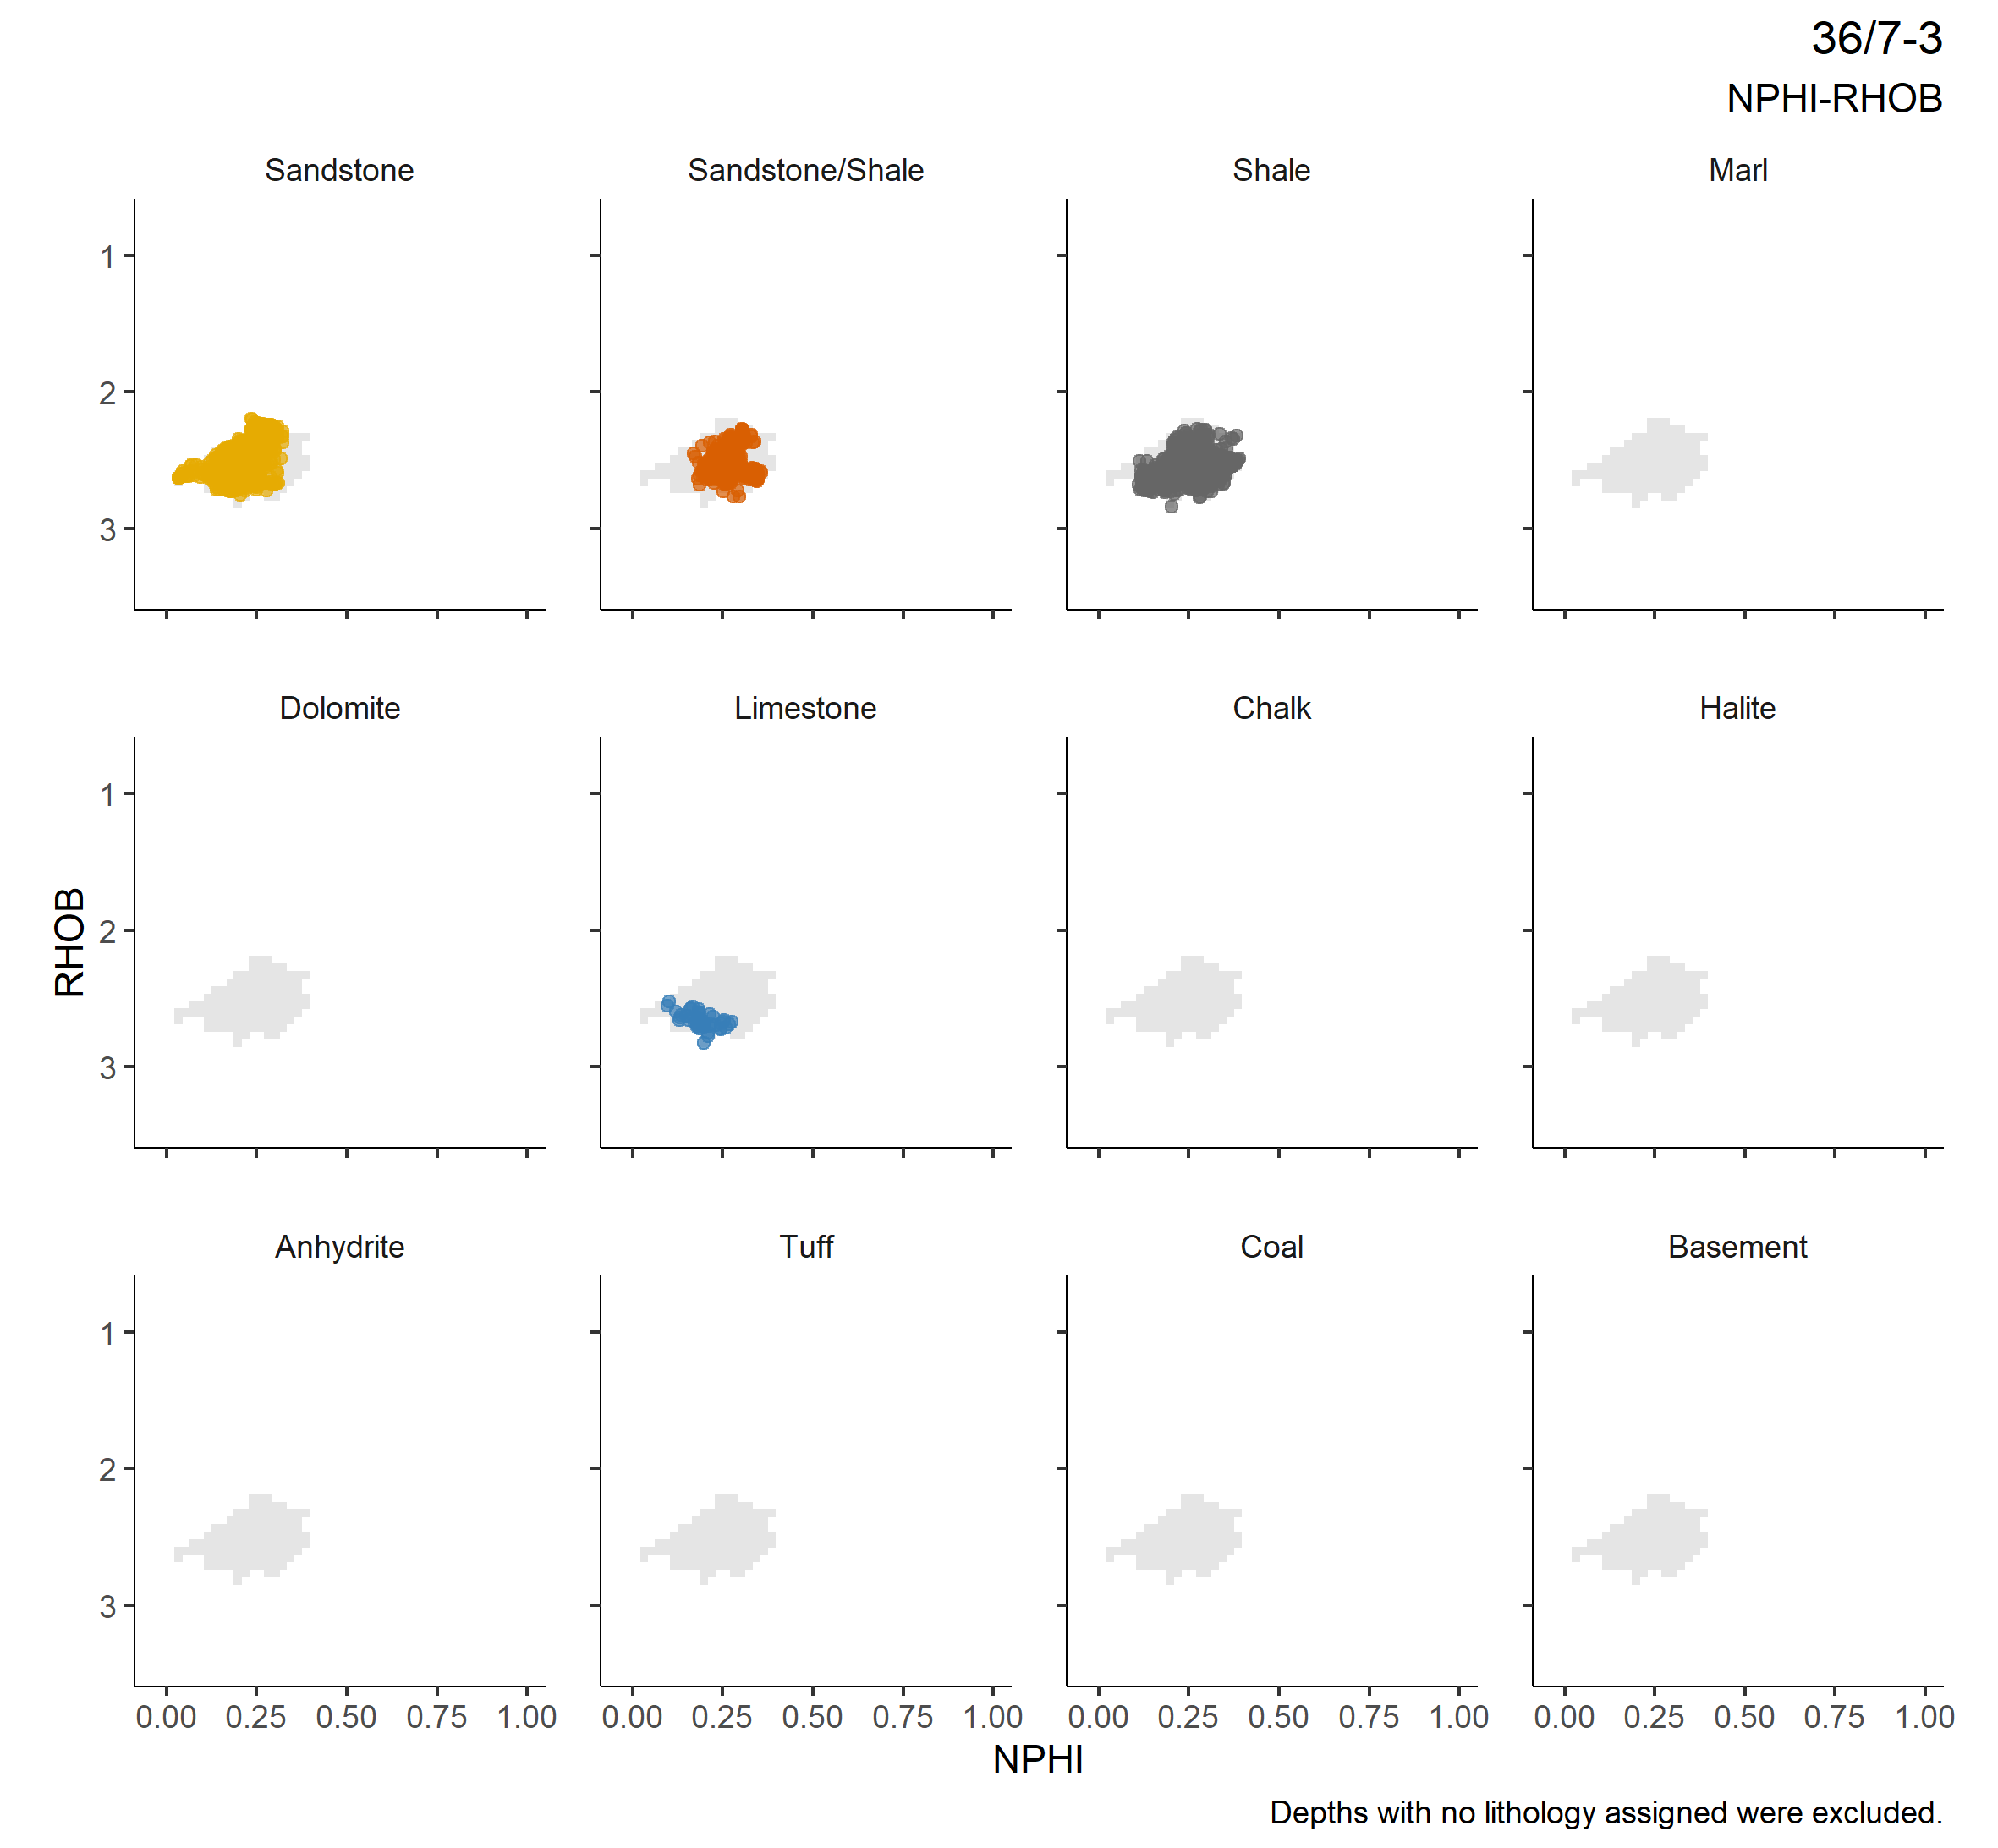 36/7-3
NPHI-RHOB
Sandstone
Sandstone/Shale
Shale
Marl
1
2
3
Dolomite
Limestone
Chalk
Halite
RHOB
1
2
3
Anhydrite
Tuff
Coal
Basement
1
2
3
0.00 0.25 0.50 0.75 1.00
0.00 0.25 0.50 0.75 1.00
0.00 0.25 0.50 0.75 1.00
0.00 0.25 0.50 0.75 1.00
NPHI
Depths with no lithology assigned were excluded.